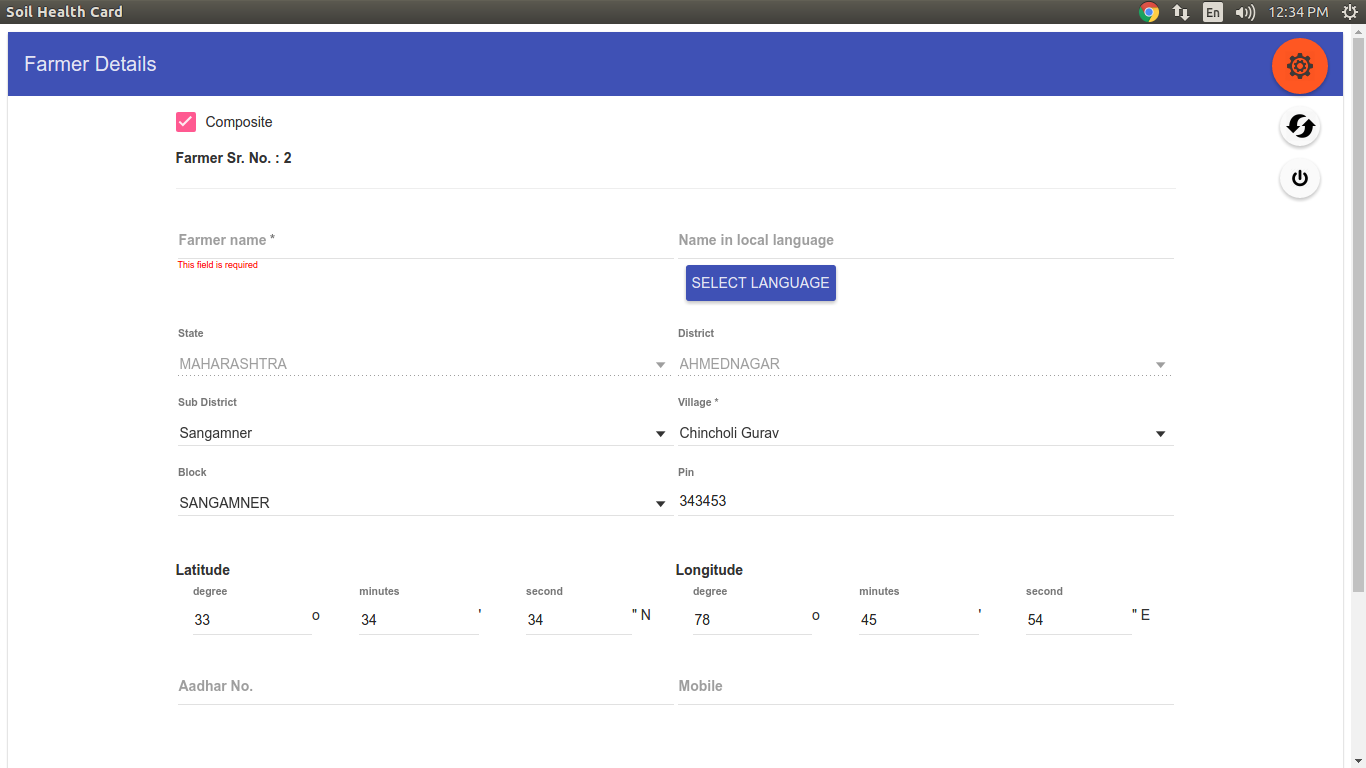 Soil Health Card En 12:34 PM
Farmer Details
Composite
Farmer Sr. No. : 2
Farmer name * Name in local language
This field is required
SELECT LANGUAGE
State District
MAHARASHTRA AHMEDNAGAR
Sub District Village *
Sangamner Chincholi Gurav
Block Pin
SANGAMNER 343453
Latitude Longitude
degree minutes second degree minutes second
33 o 34 ' 34 " N 78 o 45 ' 54 " E
Aadhar No. Mobile